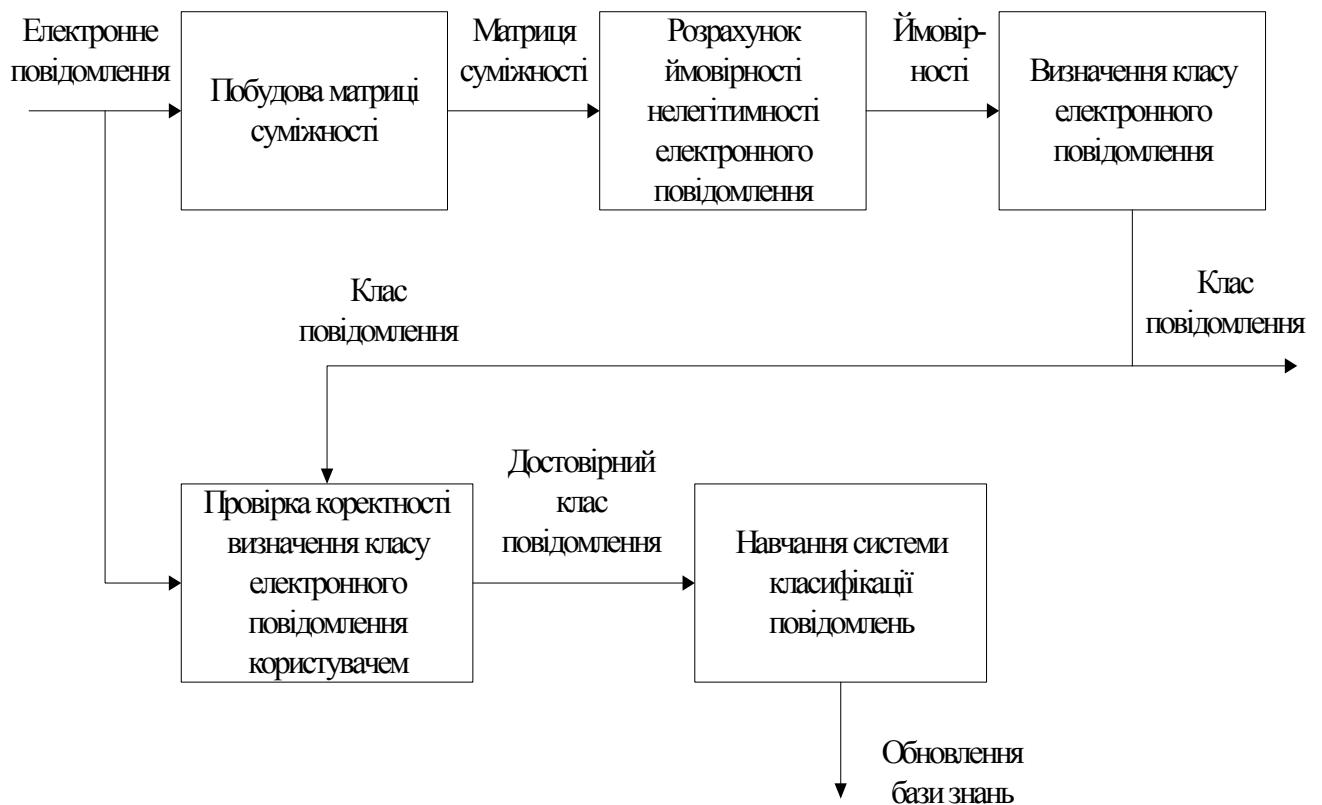 Електронне
повідомлення
Побудова матриці
суміжності
Матриця
суміжності
Розрахунок
ймовірності
нелегітимності
електронного
повідомлення
Ймовір-
ності
Визначення класу
електронного
повідомлення
Клас
повідомлення
Клас
повідомлення
Провірка коректності
визначення класу
електронного
повідомлення
користувачем
Достовірний
клас
повідомлення
Навчання системи
класифікації
повідомлень
Обновлення
бази знань